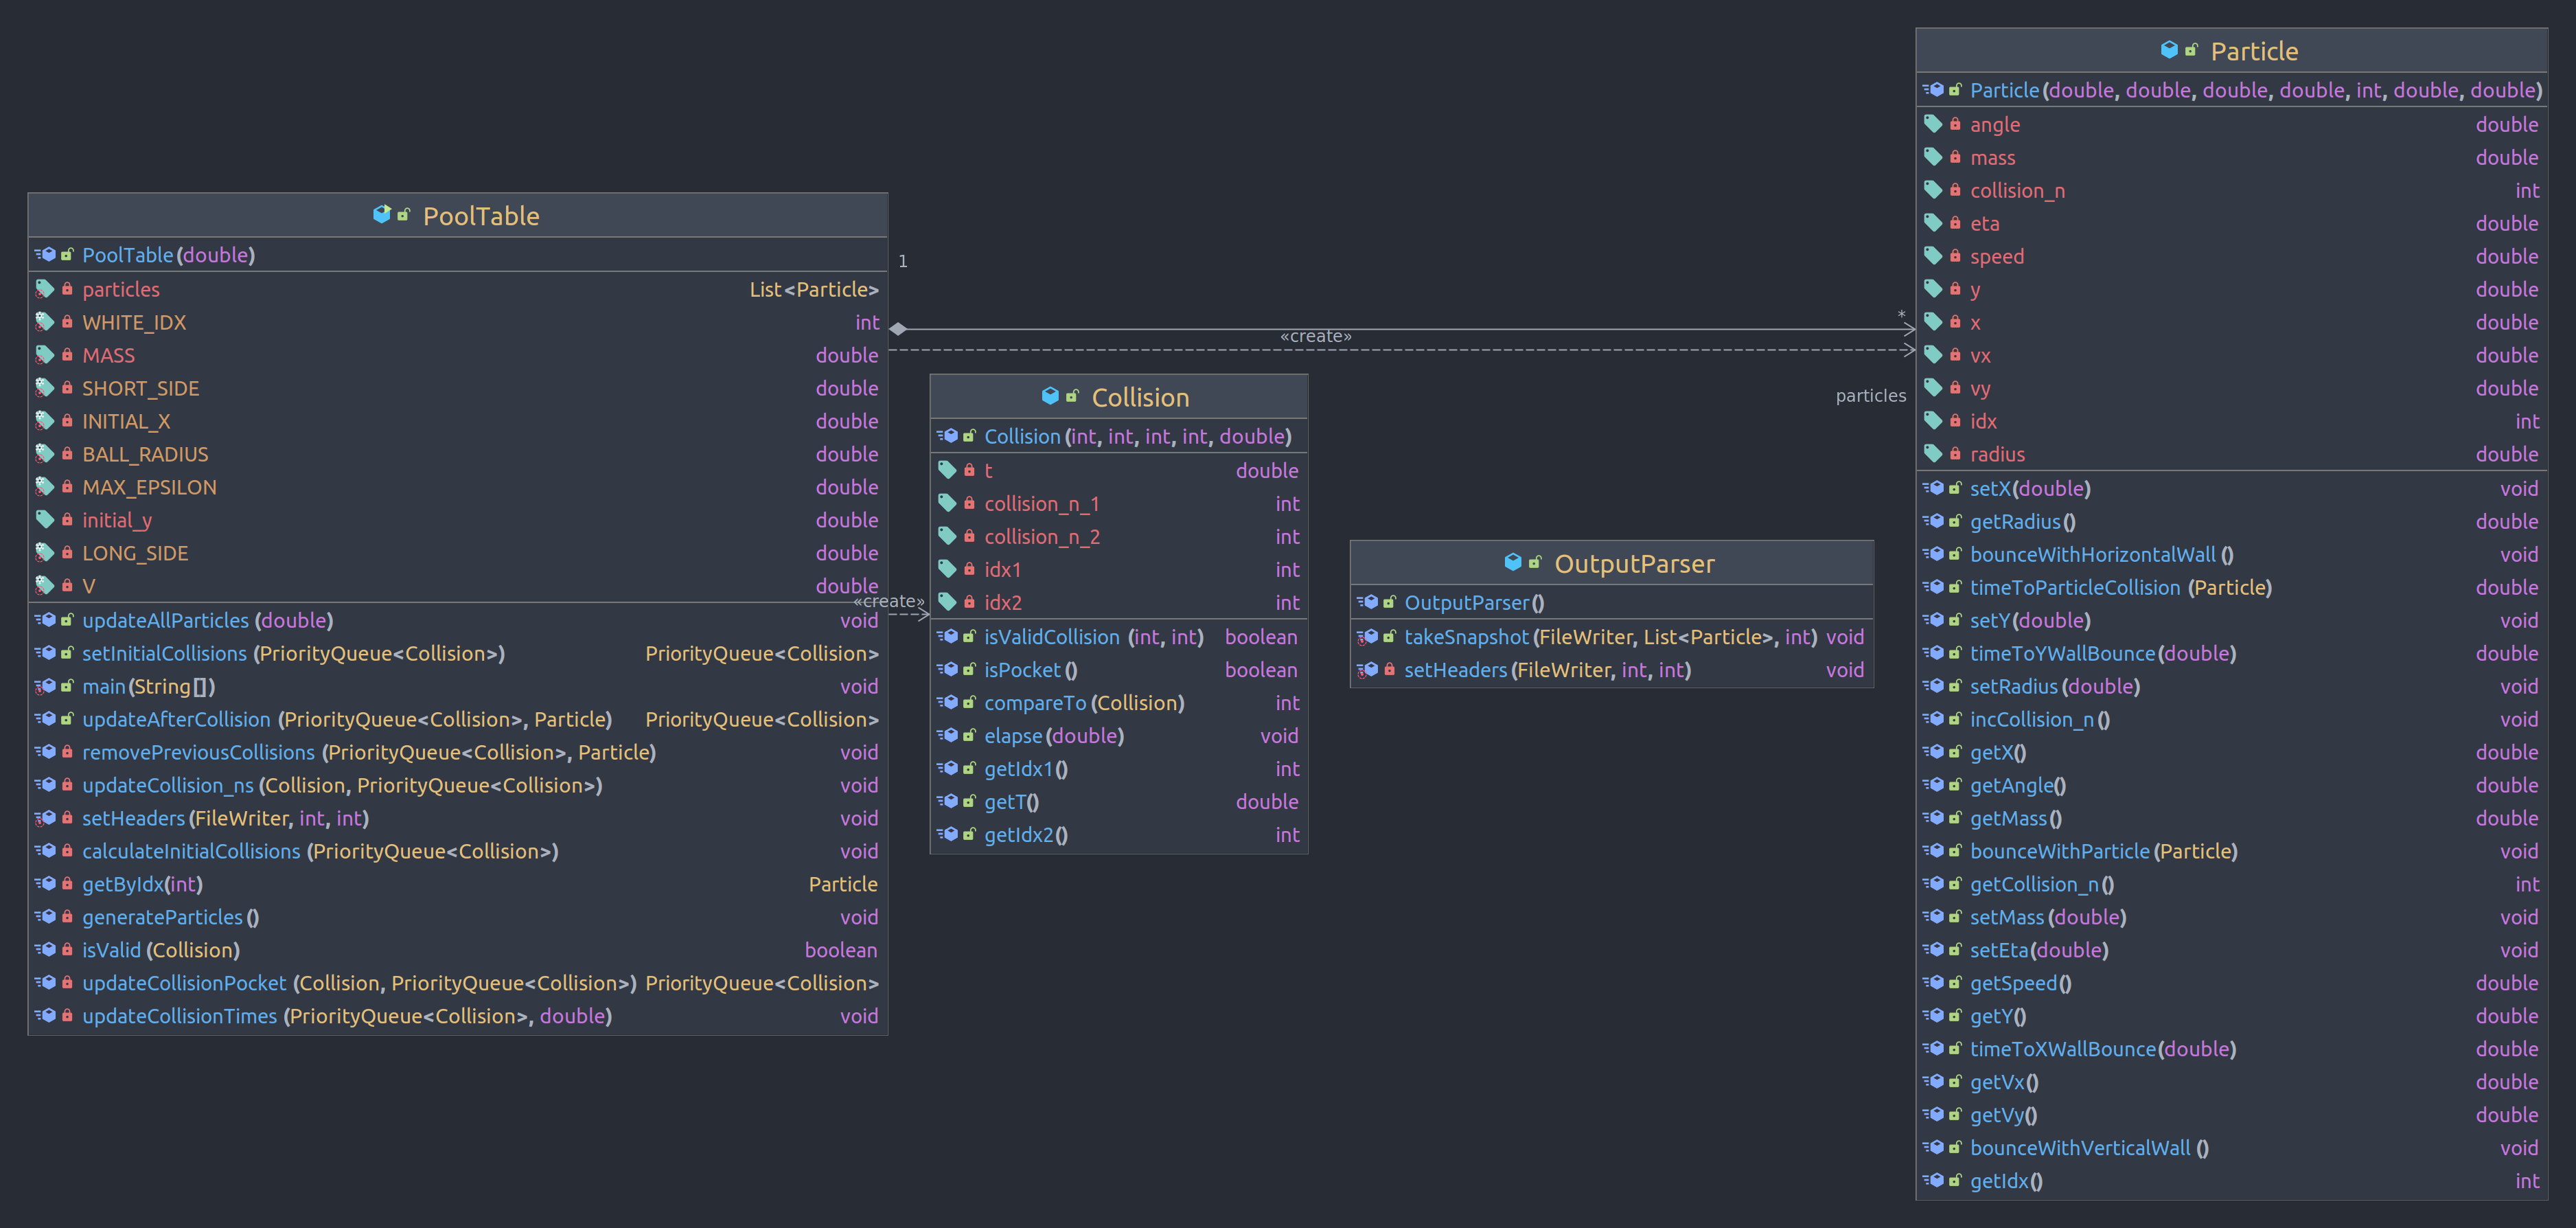 PoolTable
PoolTable(double)
particles List<Particle>
WHITE_IDX int
MASS double
SHORT_SIDE double
INITIAL_X double
BALL_RADIUS double
MAX_EPSILON double
initial_y double
LONG_SIDE double
V double
updateAllParticles (double) void
setInitialCollisions (PriorityQueue<Collision>) PriorityQueue<Collision>
main(String[]) void
updateAfterCollision (PriorityQueue<Collision>, Particle) PriorityQueue<Collision>
removePreviousCollisions (PriorityQueue<Collision>, Particle) void
updateCollision_ns (Collision, PriorityQueue<Collision>) void
setHeaders (FileWriter, int, int) void
calculateInitialCollisions (PriorityQueue<Collision>) void
getByIdx(int) Particle
generateParticles () void
isValid (Collision) boolean
updateCollisionPocket (Collision, PriorityQueue<Collision>) PriorityQueue<Collision>
updateCollisionTimes (PriorityQueue<Collision>, double) void
1
*
«create»
particles
«create»
Collision
Collision (int, int, int, int, double)
t double
collision_n_1 int
collision_n_2 int
idx1 int
idx2 int
isValidCollision (int, int) boolean
isPocket () boolean
compareTo (Collision) int
elapse (double) void
getIdx1() int
getT() double
getIdx2() int
OutputParser
OutputParser()
takeSnapshot (FileWriter, List<Particle>, int) void
setHeaders (FileWriter, int, int) void
Particle
Particle (double, double, double, double, int, double, double)
angle double
mass double
collision_n int
eta double
speed double
y double
x double
vx double
vy double
idx int
radius double
setX(double) void
getRadius() double
bounceWithHorizontalWall () void
timeToParticleCollision (Particle) double
setY(double) void
timeToYWallBounce(double) double
setRadius (double) void
incCollision_n () void
getX() double
getAngle() double
getMass() double
bounceWithParticle (Particle) void
getCollision_n () int
setMass (double) void
setEta(double) void
getSpeed() double
getY() double
timeToXWallBounce(double) double
getVx() double
getVy() double
bounceWithVerticalWall () void
getIdx() int